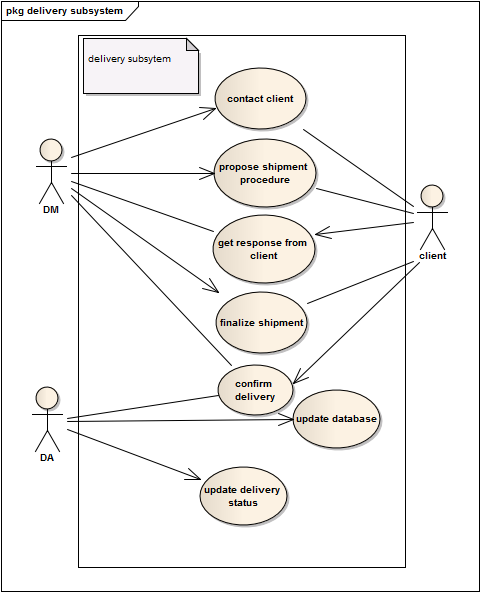 pkg delivery subsystem
delivery subsytem
contact client
propose shipment
procedure
DM
get response from
client
client
finalize shipment
confirm
delivery
update database
DA
update delivery
status